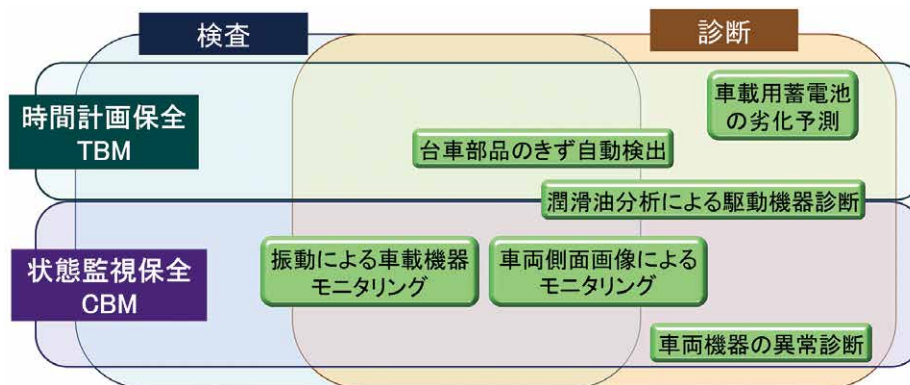 検査
診断
時間計画保全
TBM
車載用蓄電池
の劣化予測
台車部品のきず自動検出
潤滑油分析による駆動機器診断
状態監視保全
CBM
振動による車載機器
モニタリング
車両側面画像による
モニタリング
車両機器の異常診断